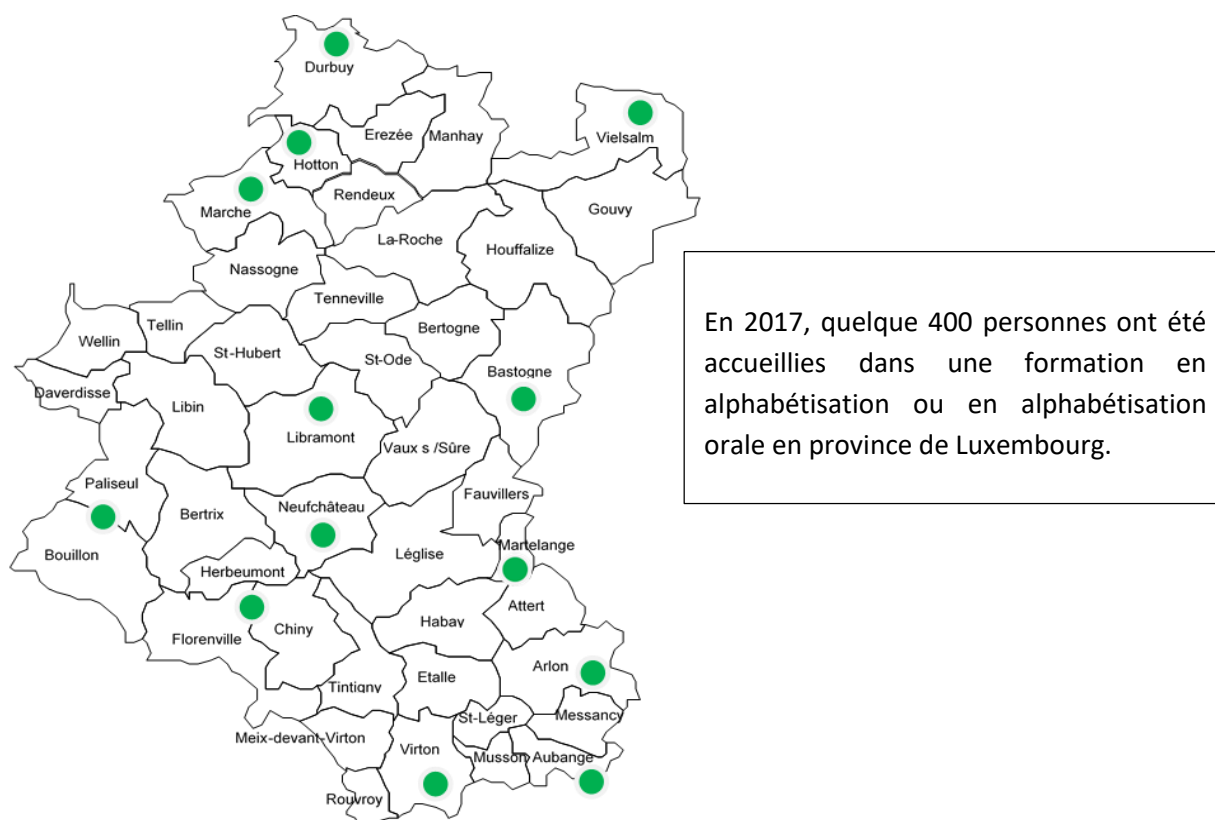 Durbuy
Erezée
Manhay
Vielsalm
Hotton
Rendeux
Marche
Gouvy
La-Roche
Houffalize
Nassogne
Tenneville
Tellin
Bertogne
Wellin
St-Hubert
St-Ode
Bastogne
Daverdisse
Libin
Libramont
Vaux s /Sûre
Paliseul
Fauvillers
Bertrix
Neufchâteau
Bouillon
Léglise
Martelange
Herbeumont
Attert
Florenville
Chiny
Habay
Arlon
Etalle
Tintigny
St-Léger
Messancy
Meix-devant-Virton
Virton
Musson
Aubange
Rouvroy
En 2017, quelque 400 personnes ont été
accueillies dans une formation en
alphabétisation ou en alphabétisation
orale en province de Luxembourg.